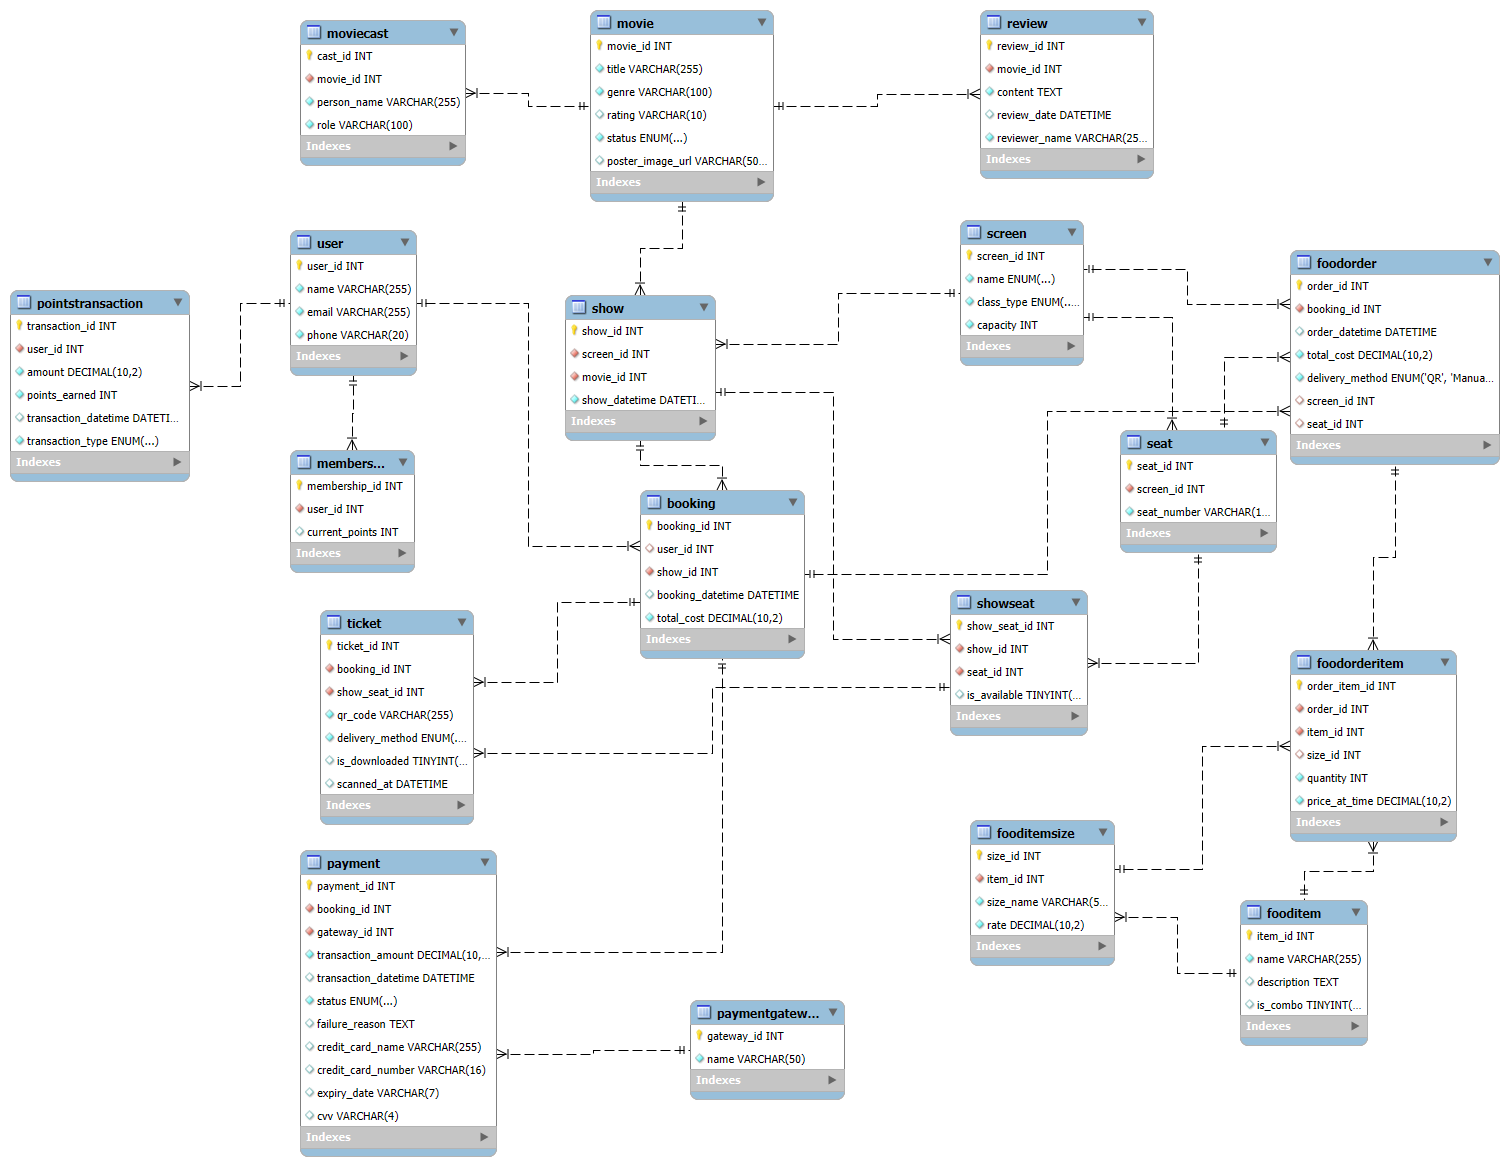 moviecast
cast_id INT
movie_id INT
person_name VARCHAR(255)
role VARCHAR(100)
Indexes
movie
movie_id INT
title VARCHAR(255)
genre VARCHAR(100)
rating VARCHAR(10)
status ENUM(...)
poster_image_url VARCHAR(50...
Indexes
review
review_id INT
movie_id INT
content TEXT
review_date DATETIME
reviewer_name VARCHAR(25...
Indexes
pointstransaction
transaction_id INT
user_id INT
amount DECIMAL(10,2)
points_earned INT
transaction_datetime DATETI...
transaction_type ENUM(...)
Indexes
user
user_id INT
name VARCHAR(255)
email VARCHAR(255)
phone VARCHAR(20)
Indexes
show
show_id INT
screen_id INT
movie_id INT
show_datetime DATETI...
Indexes
screen
screen_id INT
name ENUM(...)
class_type ENUM(..…
capacity INT
Indexes
foodorder
order_id INT
booking_id INT
order_datetime DATETIME
total_cost DECIMAL(10,2)
delivery_method ENUM('QR', 'Manua...
screen_id INT
seat_id INT
Indexes
members...
membership_id INT
user_id INT
current_points INT
Indexes
booking
booking_id INT
user_id INT
show_id INT
booking_datetime DATETIME
total_cost DECIMAL(10,2)
Indexes
seat
seat_id INT
screen_id INT
seat_number VARCHAR(1...
Indexes
showseat
show_seat_id INT
show_id INT
seat_id INT
is_available TINYINT(...
Indexes
ticket
ticket_id INT
booking_id INT
show_seat_id INT
qr_code VARCHAR(255)
delivery_method ENUM(.…
is_downloaded TINYINT(...
scanned_at DATETIME
Indexes
foodorderitem
order_item_id INT
order_id INT
item_id INT
size_id INT
quantity INT
price_at_time DECIMAL(10,2)
Indexes
fooditemsize
size_id INT
item_id INT
size_name VARCHAR(5...
rate DECIMAL(10,2)
Indexes
fooditem
item_id INT
name VARCHAR(255)
description TEXT
is_combo TINYINT(...
Indexes
payment
payment_id INT
booking_id INT
gateway_id INT
transaction_amount DECIMAL(10,...
transaction_datetime DATETIME
status ENUM(...)
failure_reason TEXT
credit_card_name VARCHAR(255)
credit_card_number VARCHAR(16)
expiry_date VARCHAR(7)
cvv VARCHAR(4)
Indexes
paymentgatew...
gateway_id INT
name VARCHAR(50)
Indexes